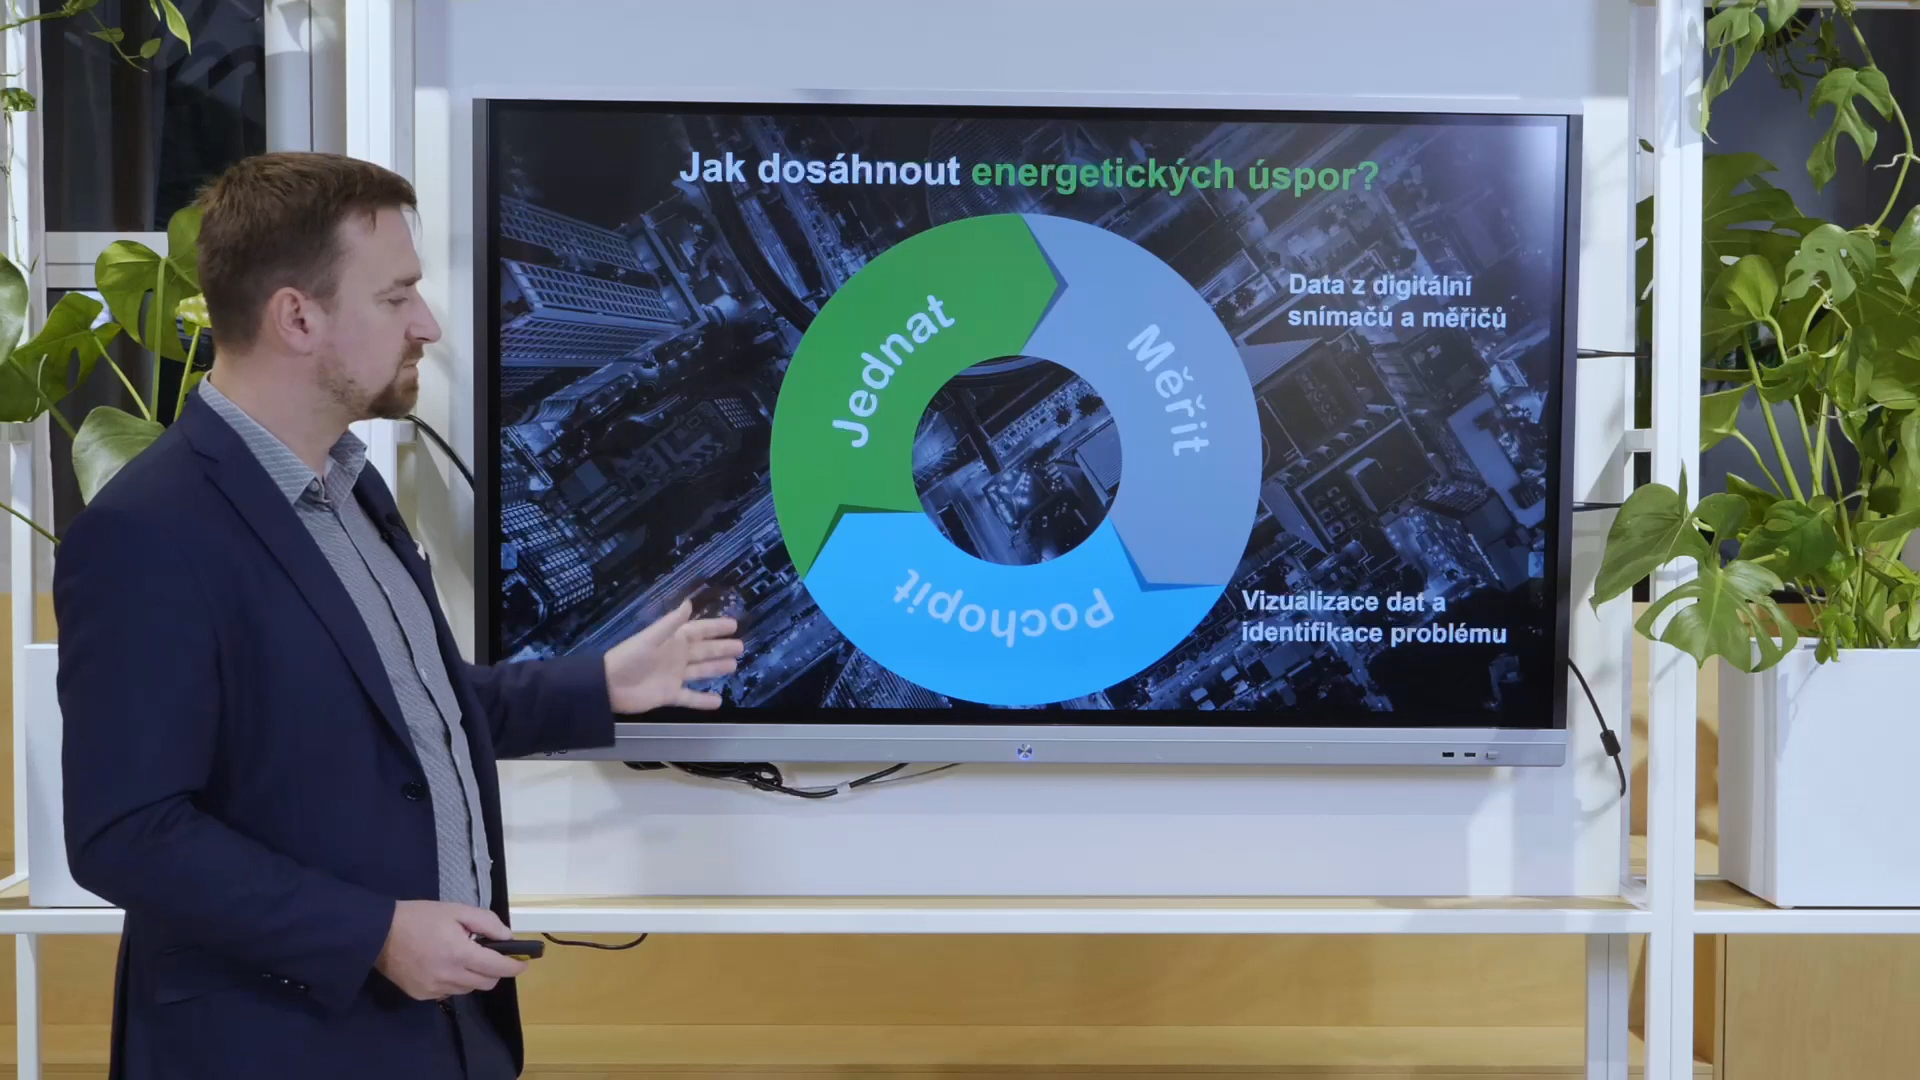 Jak dosáhnout energetických úspor?
Jednat
Měřit
Data z digitální
snímačů a měřičů
Pochopit
Vizualizace dat a
identifikace problému